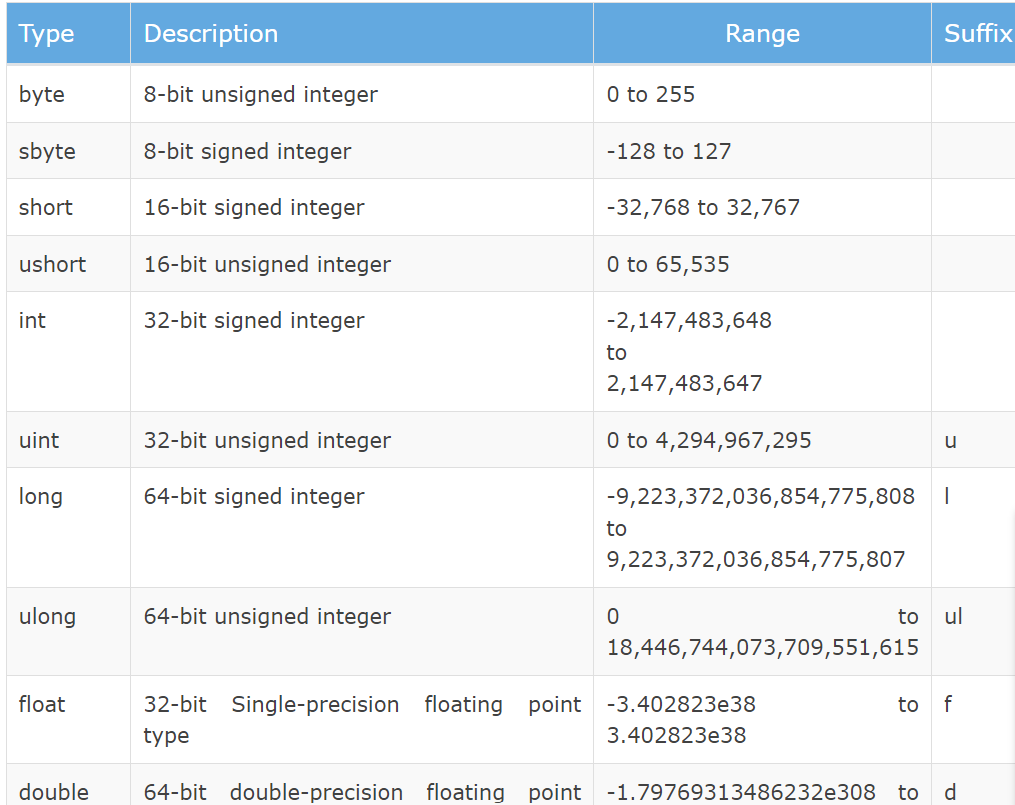 Type Description Range Suffix
byte 8-bit unsigned integer 0 to 255
sbyte 8-bit signed integer -128 to 127
short 16-bit signed integer -32,768 to 32,767
ushort 16-bit unsigned integer 0 to 65,535
int 32-bit signed integer -2,147,483,648
to
2,147,483,647
uint 32-bit unsigned integer 0 to 4,294,967,295 u
long 64-bit signed integer -9,223,372,036,854,775,808 l
to
9,223,372,036,854,775,807
ulong 64-bit unsigned integer 0 to ul
18,446,744,073,709,551,615
float 32-bit Single-precision floating point -3.402823e38 to f
type 3.402823e38
double 64-bit double-precision floating point -1.79769313486232e308 to d